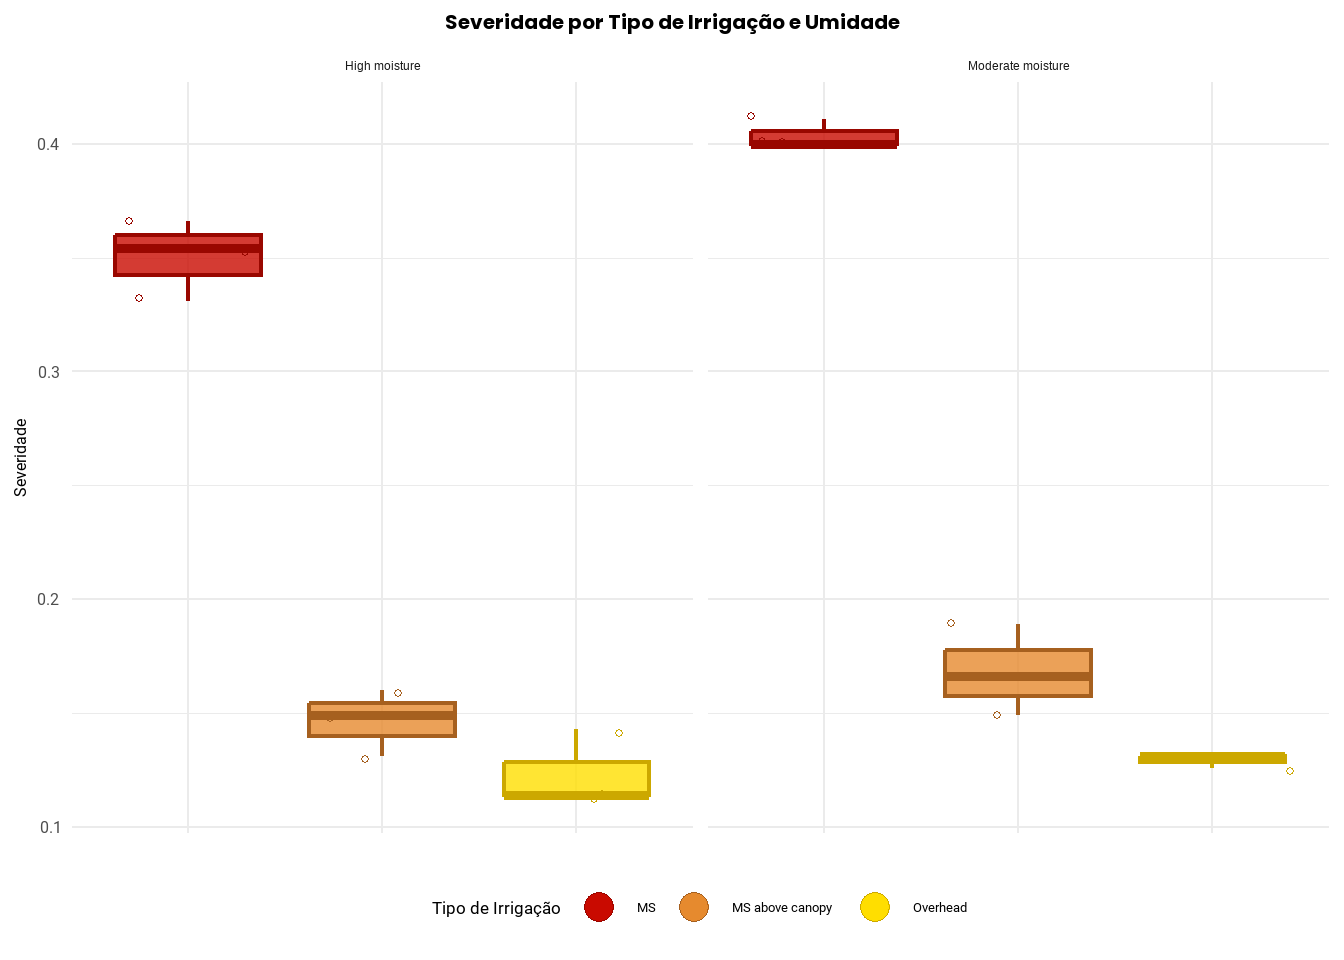 Severidade por Tipo de Irrigação e Umidade
High moisture
Moderate moisture
0.4
0.3
0.2
0.1
Severidade
Tipo de Irrigação
MS
MS above canopy
Overhead